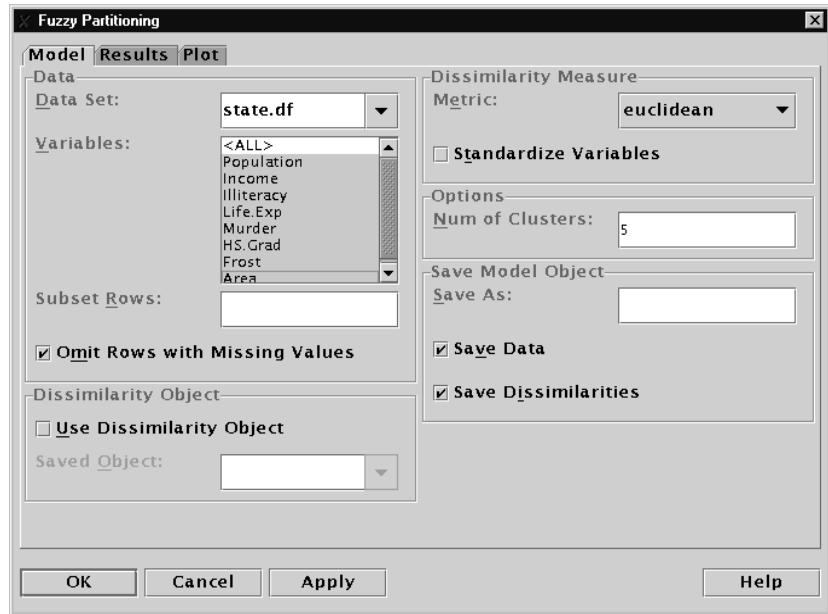 Fuzzy Partitioning
Model Results Plot
Data
Data Set:
state.df
Variables:
<ALL>
Population
Income
Illiteracy
Life.Exp
Murder
HS.Grad
Frost
Area
Subset Rows:
Omit Rows with Missing Values
Dissimilarity Object
Use Dissimilarity Object
Saved Object:
Dissimilarity Measure
Metric:
euclidean
Standardize Variables
Options
Num of Clusters:
5
Save Model Object
Save As:
Save Data
Save Dissimilarities
OK Cancel Apply Help